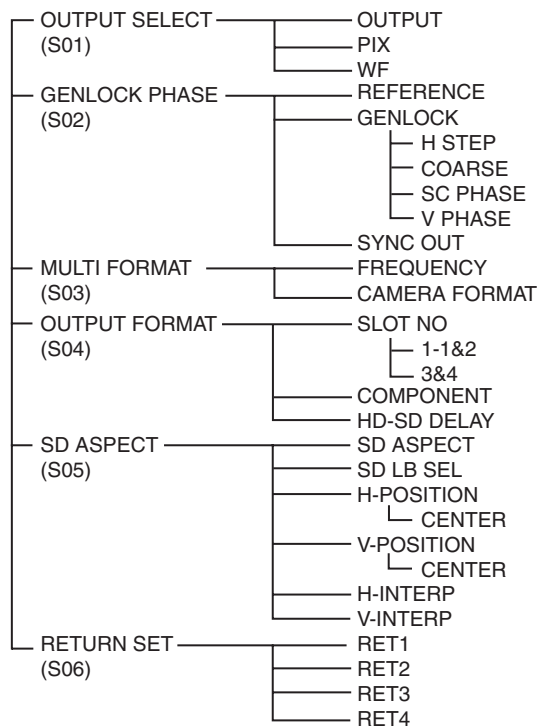 OUTPUT SELECT OUTPUT
(S01) PIX
WF
GENLOCK PHASE REFERENCE
(S02) GENLOCK
H STEP
COARSE
SC PHASE
V PHASE
SYNC OUT
MULTI FORMAT FREQUENCY
(S03) CAMERA FORMAT
OUTPUT FORMAT SLOT NO
(S04) 1-1&2
3&4
COMPONENT
HD-SD DELAY
SD ASPECT SD ASPECT
(S05) SD LB SEL
H-POSITION
CENTER
V-POSITION
CENTER
H-INTERP
V-INTERP
RETURN SET RET1
(S06) RET2
RET3
RET4